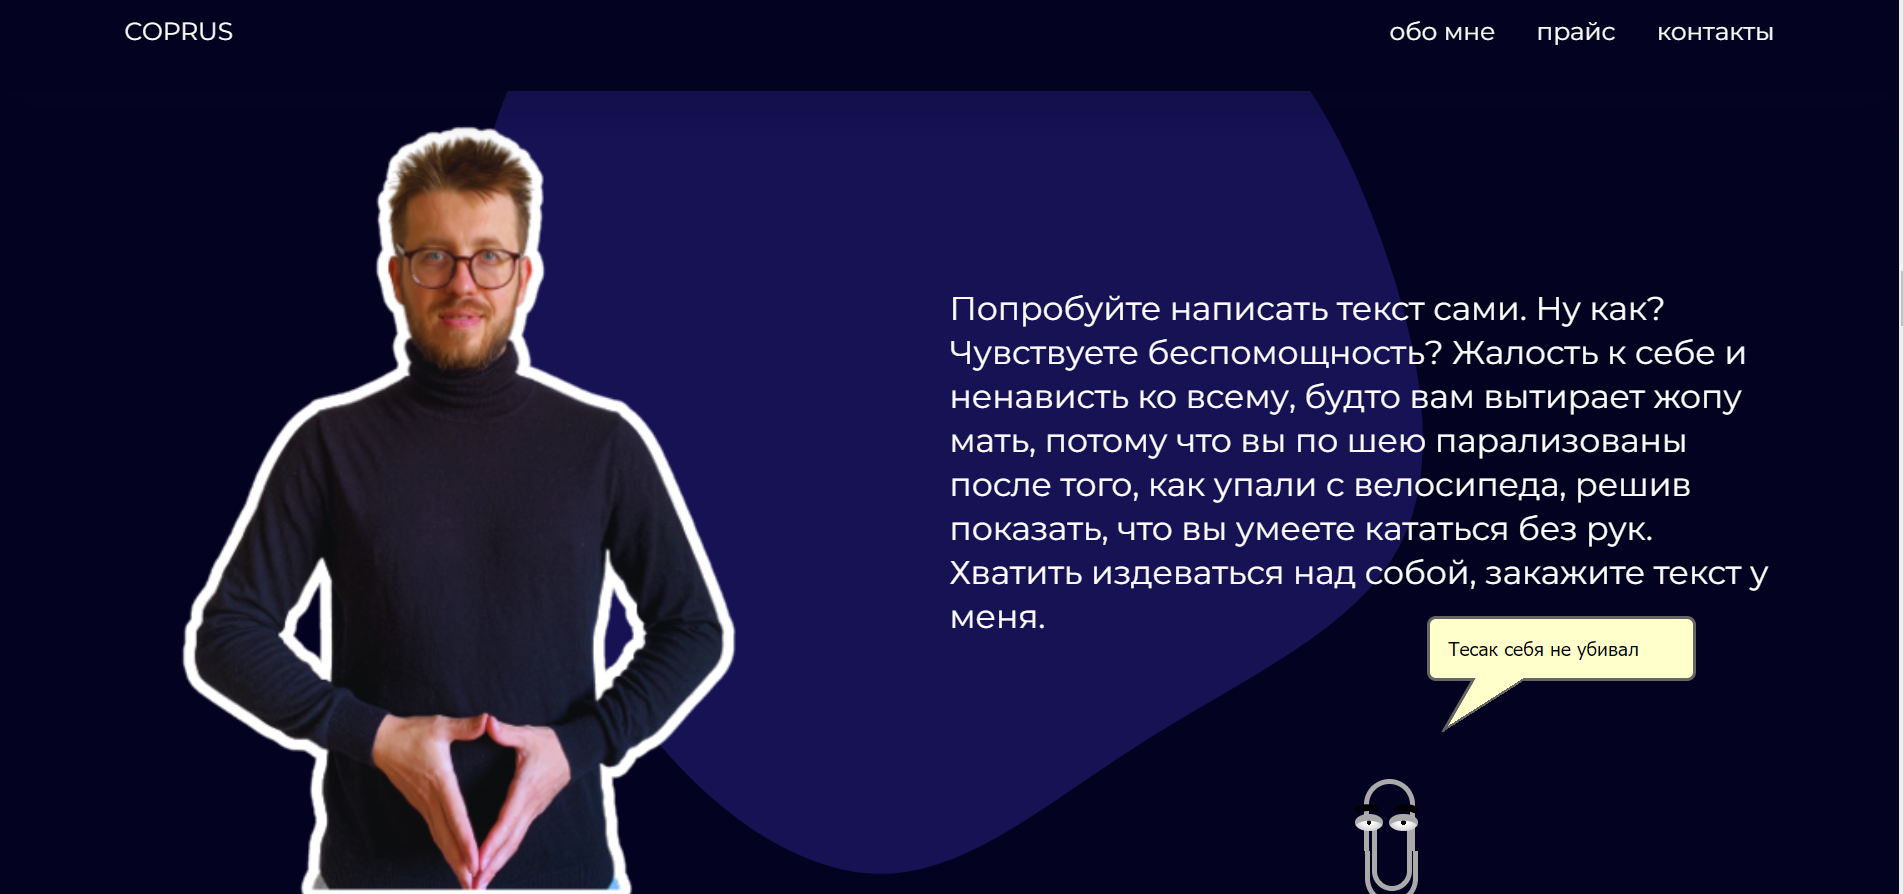 COPRUS
обо мне прайс контакты
Попробуйте написать текст сами. Ну как?
Чувствуете беспомощность? Жалость к себе и
ненависть ко всему, будто вам вытирает жопу
мать, потому что вы по шею парализованы
после того, как упали с велосипеда, решив
показать, что вы умеете кататься без рук.
Хватить издеваться над собой, закажите текст у
меня.
Тесак себя не убивал